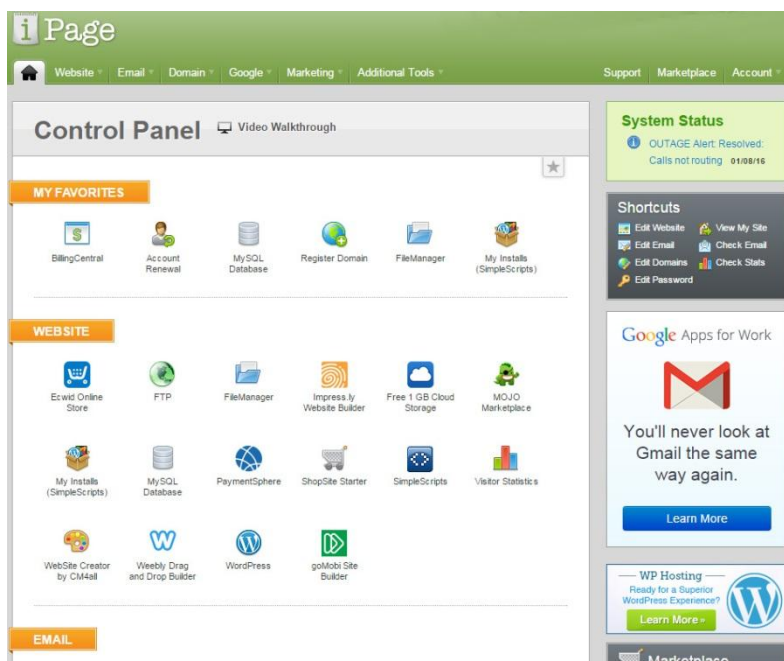 i Page
Website Email Domain Google Marketing Additional Tools Support Marketplace Account
Control Panel Video Walkthrough
MY FAVORITES
BillingCentral
Account
Renewal
MySQL
Database
Register Domain
FileManager
My Installs
(SimpleScripts)
WEBSITE
Ecwid Online
Store
FTP
FileManager
Impress.ly
Website Builder
Free 1 GB Cloud
Storage
MOJO
Marketplace
My Installs
(SimpleScripts)
MySQL
Database
PaymentSphere
ShopSite Starter
SimpleScripts
Visitor Statistics
WebSite Creator
by CM4all
Weebly Drag
and Drop Builder
WordPress
goMobi Site
Builder
EMAIL
System Status
OUTAGE Alert: Resolved:
Calls not routing 01/08/16
Shortcuts
Edit Website View My Site
Edit Email Check Email
Edit Domains Check Stats
Edit Password
Google Apps for Work
You'll never look at
Gmail the same
way again.
Learn More
WP Hosting
Ready for a Superior
WordPress Experience?
Learn More »
Marketplace